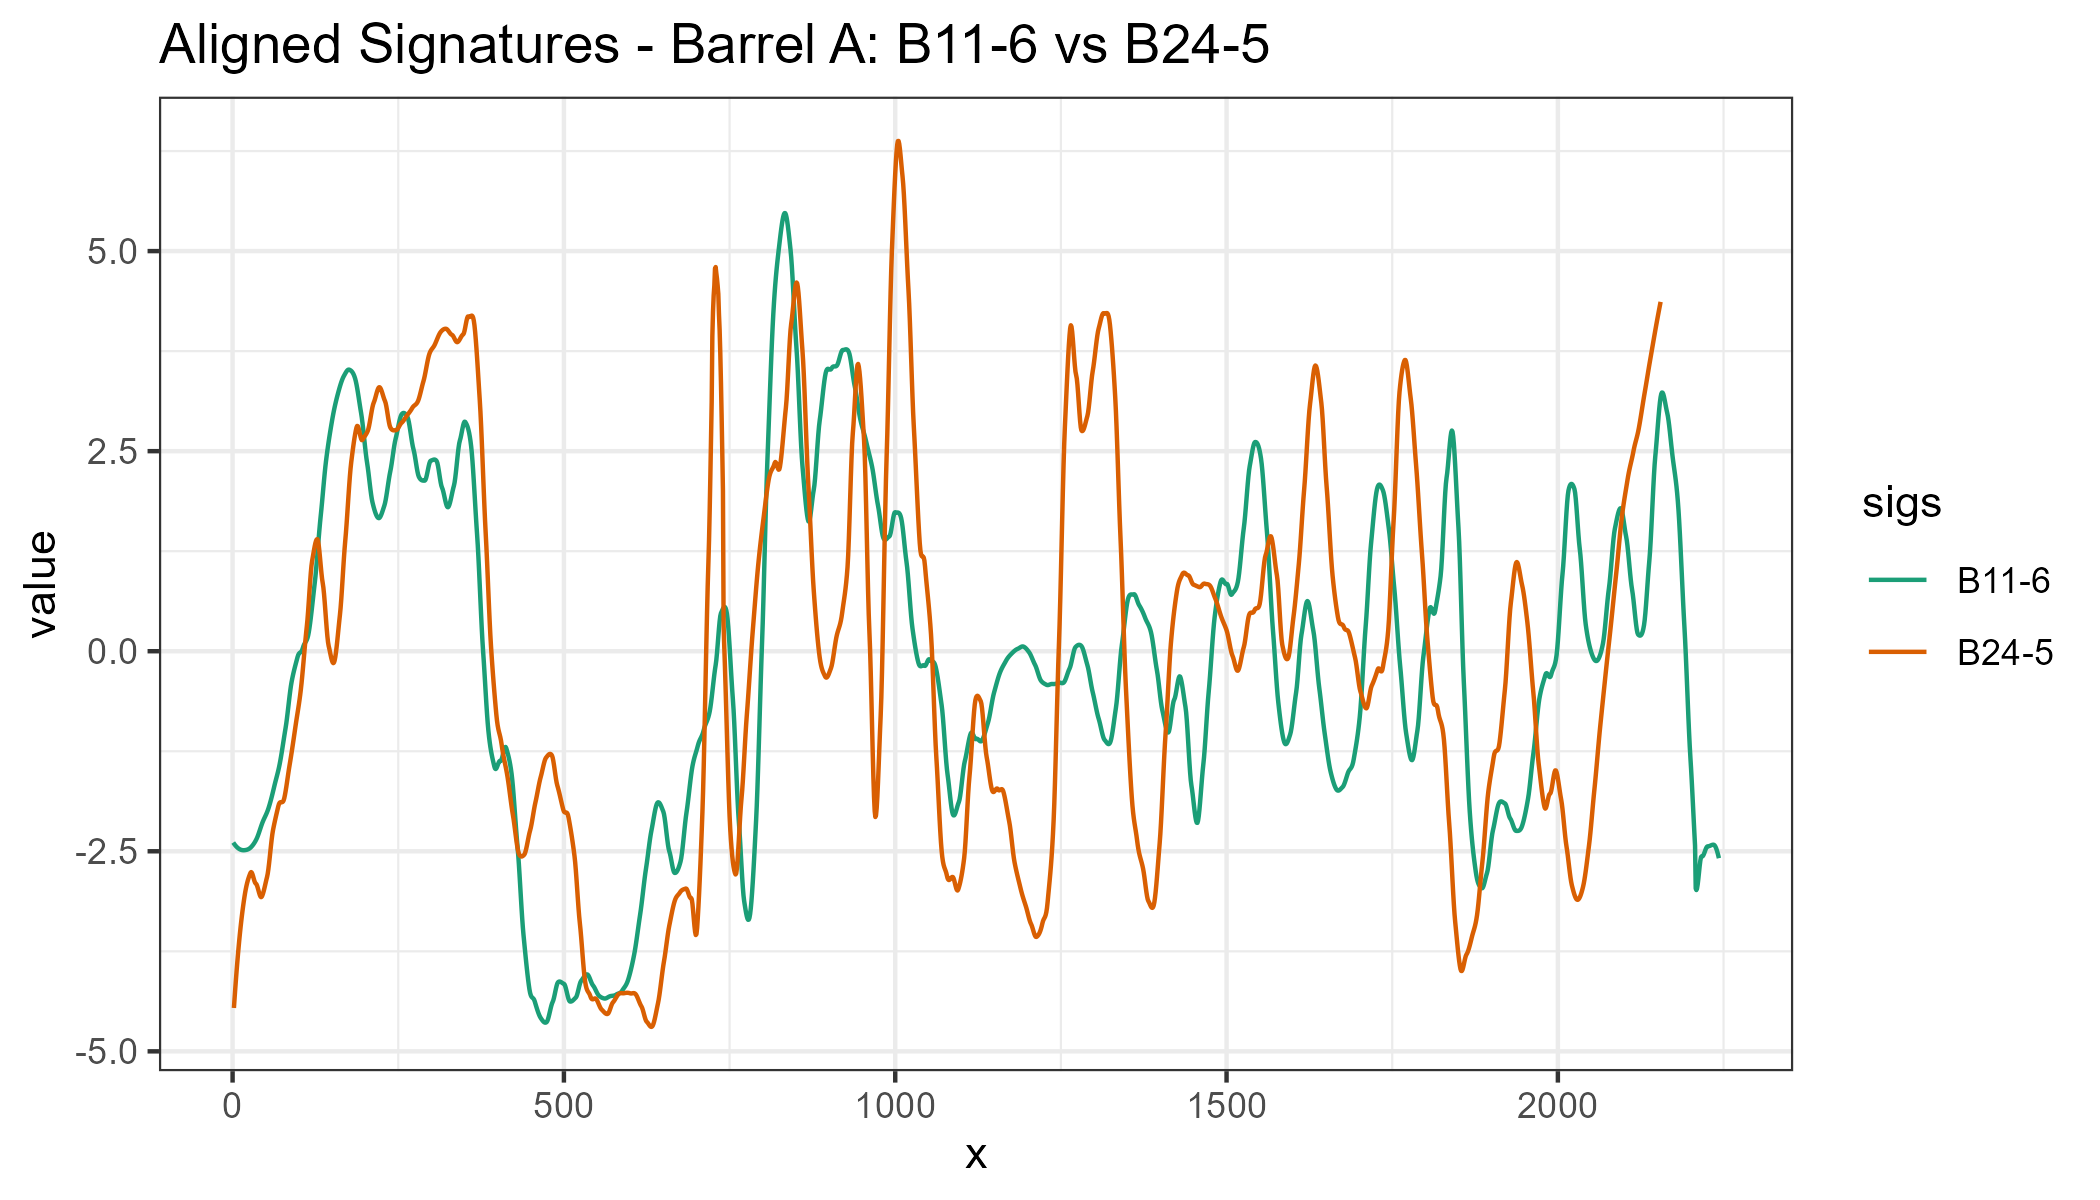 Aligned Signatures - Barrel A: B11-6 vs B24-5
value
5.0
2.5
0.0
-2.5
-5.0
0 500 1000 1500 2000
x
sigs
B11-6
B24-5